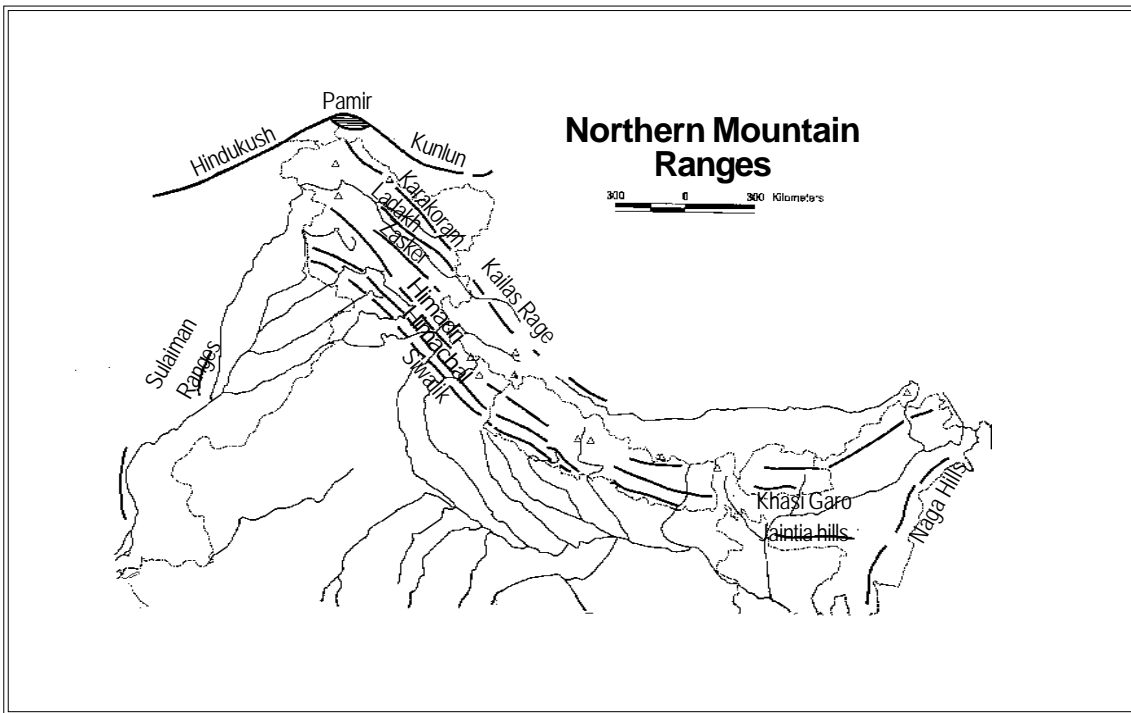 Pamir
Northern Mountain
Ranges
Hindukush
Kunlun
300 0 300 Kilometers
Karakoram
Ladakh
Zasker
Kailas Rage
Himadri
Himachal
Siwalik
Sulaiman
Ranges
Khasi Garo
Jaintia hills
Naga Hills